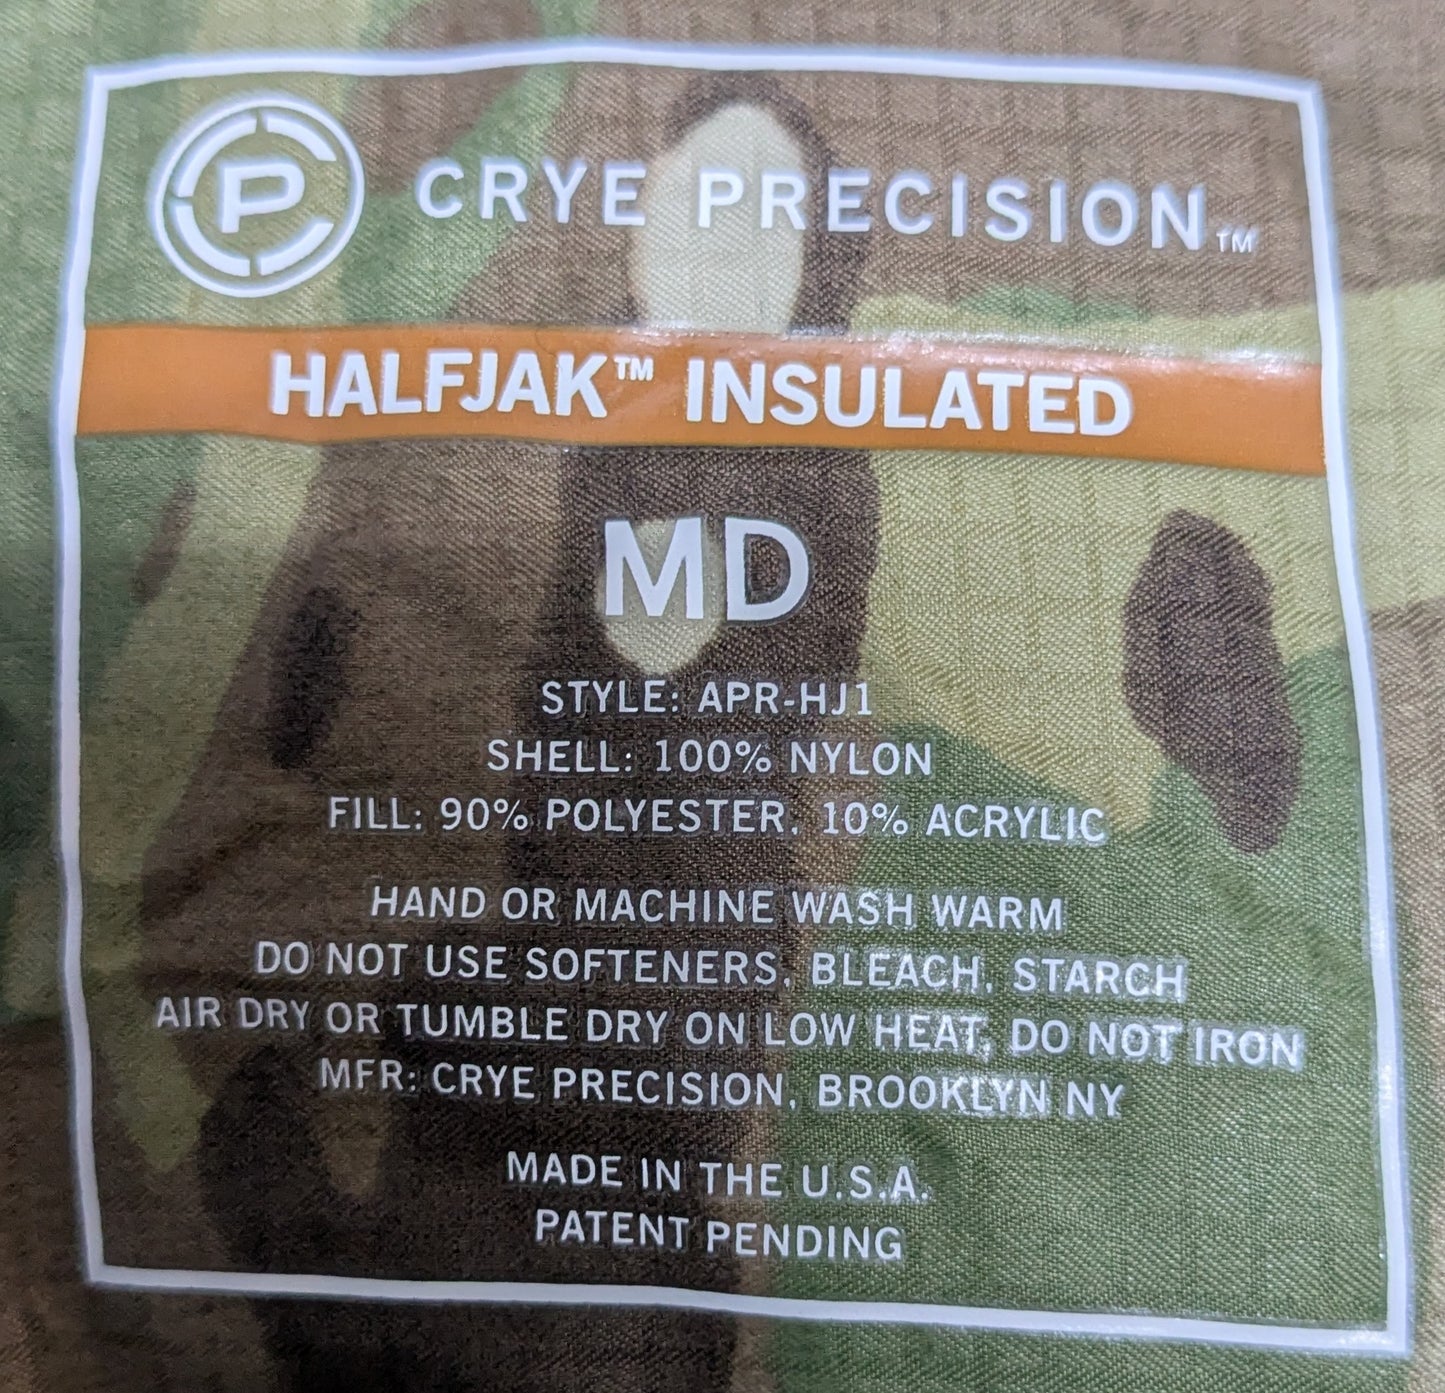 CP CRYE PRECISION™
HALFJAK™ INSULATED
MD
STYLE: APR-HJ1
SHELL: 100% NYLON
FILL: 90% POLYESTER, 10% ACRYLIC
HAND OR MACHINE WASH WARM
DO NOT USE SOFTENERS, BLEACH, STARCH
AIR DRY OR TUMBLE DRY ON LOW HEAT, DO NOT IRON
MFR: CRYE PRECISION, BROOKLYN NY
MADE IN THE U.S.A.
PATENT PENDING